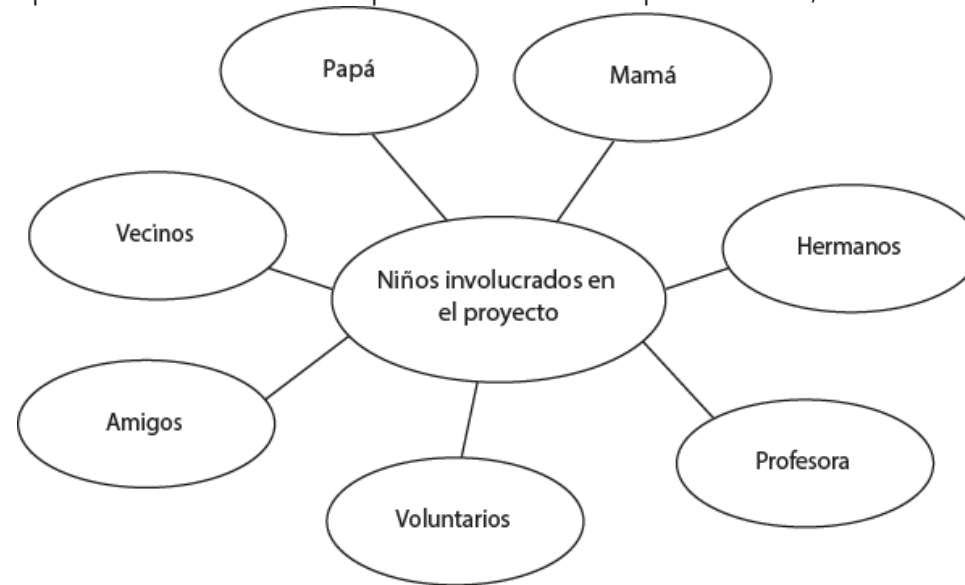 Papá
Mamá
Vecinos
Hermanos
Niños involucrados en
el proyecto
Amigos
Profesora
Voluntarios